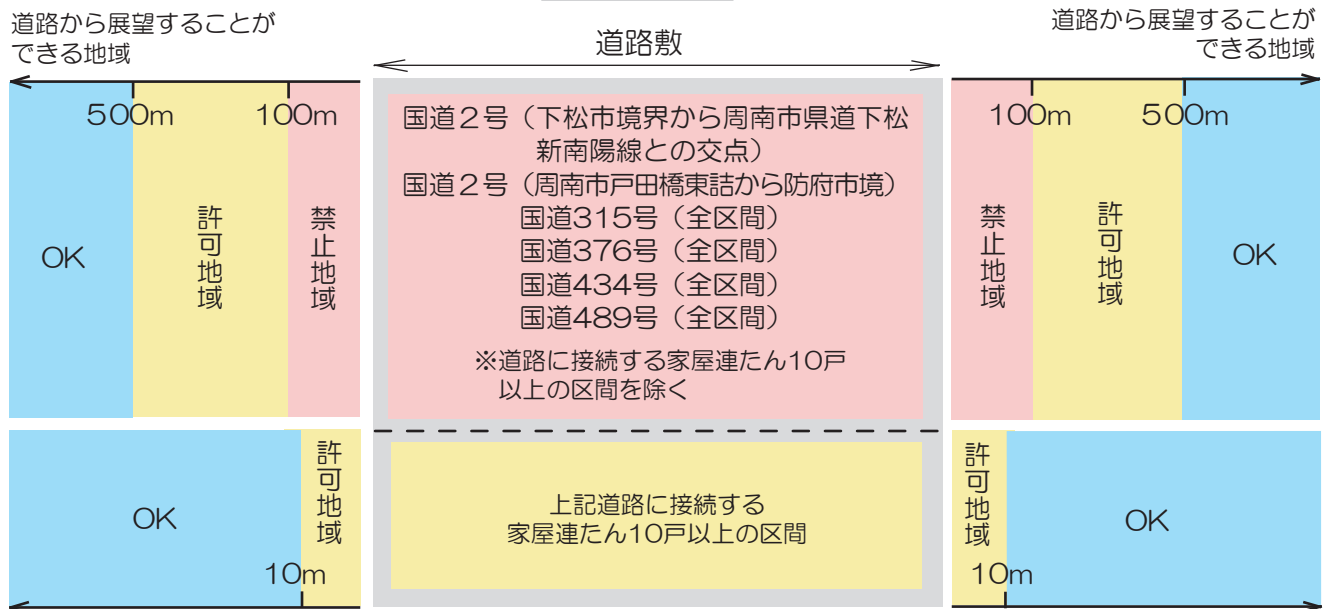 道路から展望することが
できる地域
道路敷
道路から展望することが
できる地域
500m
100m
OK
許可地域
禁止地域
国道2号（下松市境界から周南市県道下松
新南陽線との交点）
国道2号（周南市戸田橋東詰から防府市境）
国道315号（全区間）
国道376号（全区間）
国道434号（全区間）
国道489号（全区間）
※道路に接続する家屋連たん10戸
以上の区間を除く
100m
500m
禁止地域
許可地域
OK
OK
許可地域
10m
上記道路に接続する
家屋連たん10戸以上の区間
許可地域
10m
OK